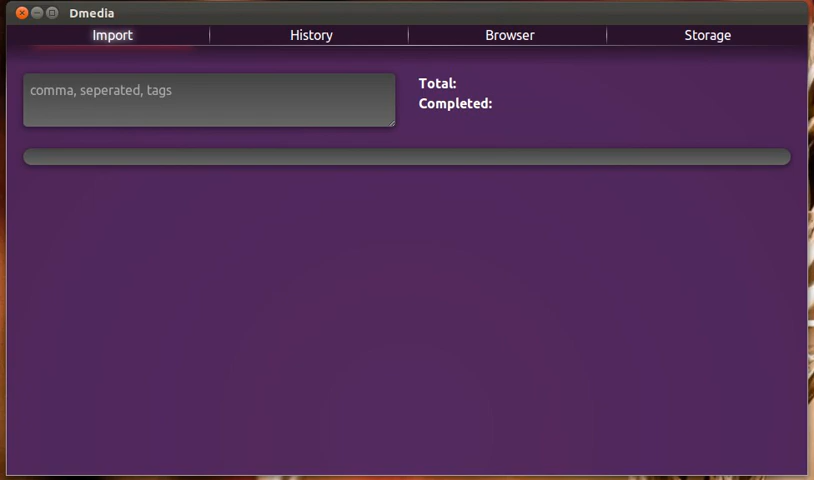 Dmedia
Import History Browser Storage
comma, seperated, tags
Total:
Completed: